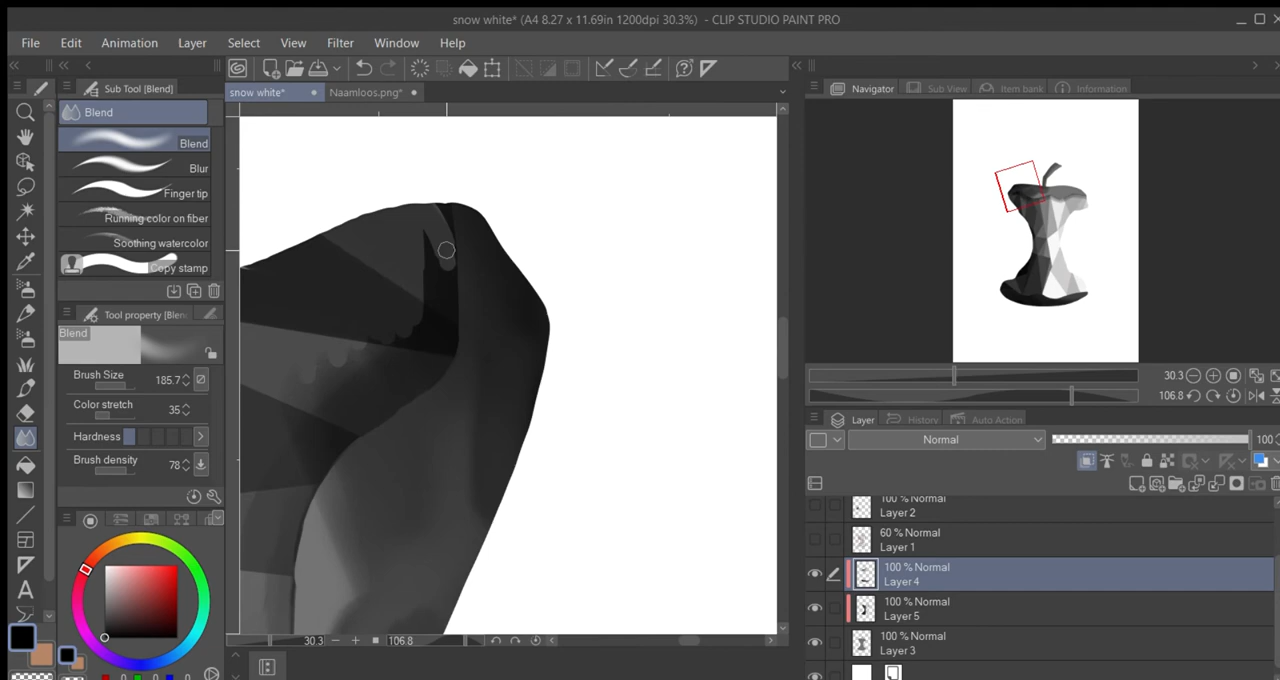 snow white* (A4 8.27 x 11.69in 1200dpi 30.3%) - CLIP STUDIO PAINT PRO
File Edit Animation Layer Select View Filter Window Help
Sub Tool [Blend]
snow white* Naamloos.png*
Navigator Sub View Item bank Information
Blend
Blend
Blur
Finger tip
Running color on fiber
Soothing watercolor
Copy stamp
Tool property [Blend
Blend
Brush Size 185.7
Color stretch 35
Hardness
Brush density 78
30.3
106.8
Layer History Auto Action
Normal 100
100 % Normal
Layer 2
60 % Normal
Layer 1
100 % Normal
Layer 4
100 % Normal
Layer 5
100 % Normal
Layer 3
30.3 106.8